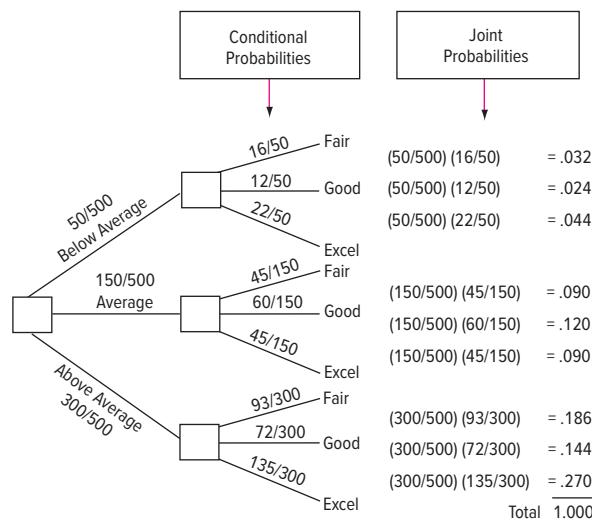 Conditional
Probabilities
Joint
Probabilities
16/50 Fair (50/500) (16/50) = .032
50/500 12/50 Good (50/500) (12/50) = .024
Below Average 22/50 (50/500) (22/50) = .044
Excel
150/500 45/150 Fair (150/500) (45/150) = .090
Average 60/150 Good (150/500) (60/150) = .120
45/150 (150/500) (45/150) = .090
Excel
Above Average 93/300 Fair (300/500) (93/300) = .186
300/500 72/300 Good (300/500) (72/300) = .144
135/300 (300/500) (135/300) = .270
Excel
Total 1.000